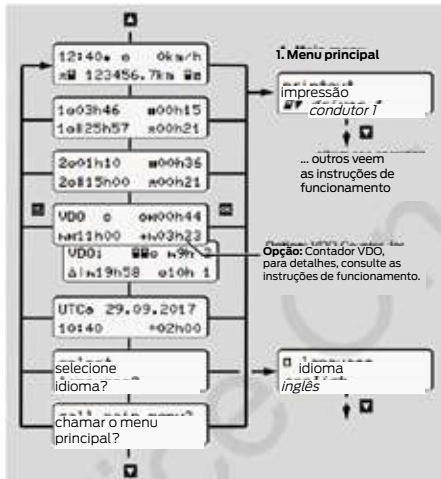 12:40 0km/h
123456.7km
1 03h46 00h15
1 25h57 00h21
2 01h10 00h36
2 15h00 00h21
VDO 00h44
11h00 03h23
VDO 9h 2
19h58 10h 1
UTC 29.09.2017
10:40 +02h00
selecione
idioma?
chamar o menu
principal?
1. Menu principal
impressão
condutor 1
... outros veem
as instruções de
funcionamento
Opção: Contador VDO,
para detalhes, consulte as
instruções de funcionamento.
idioma
inglês